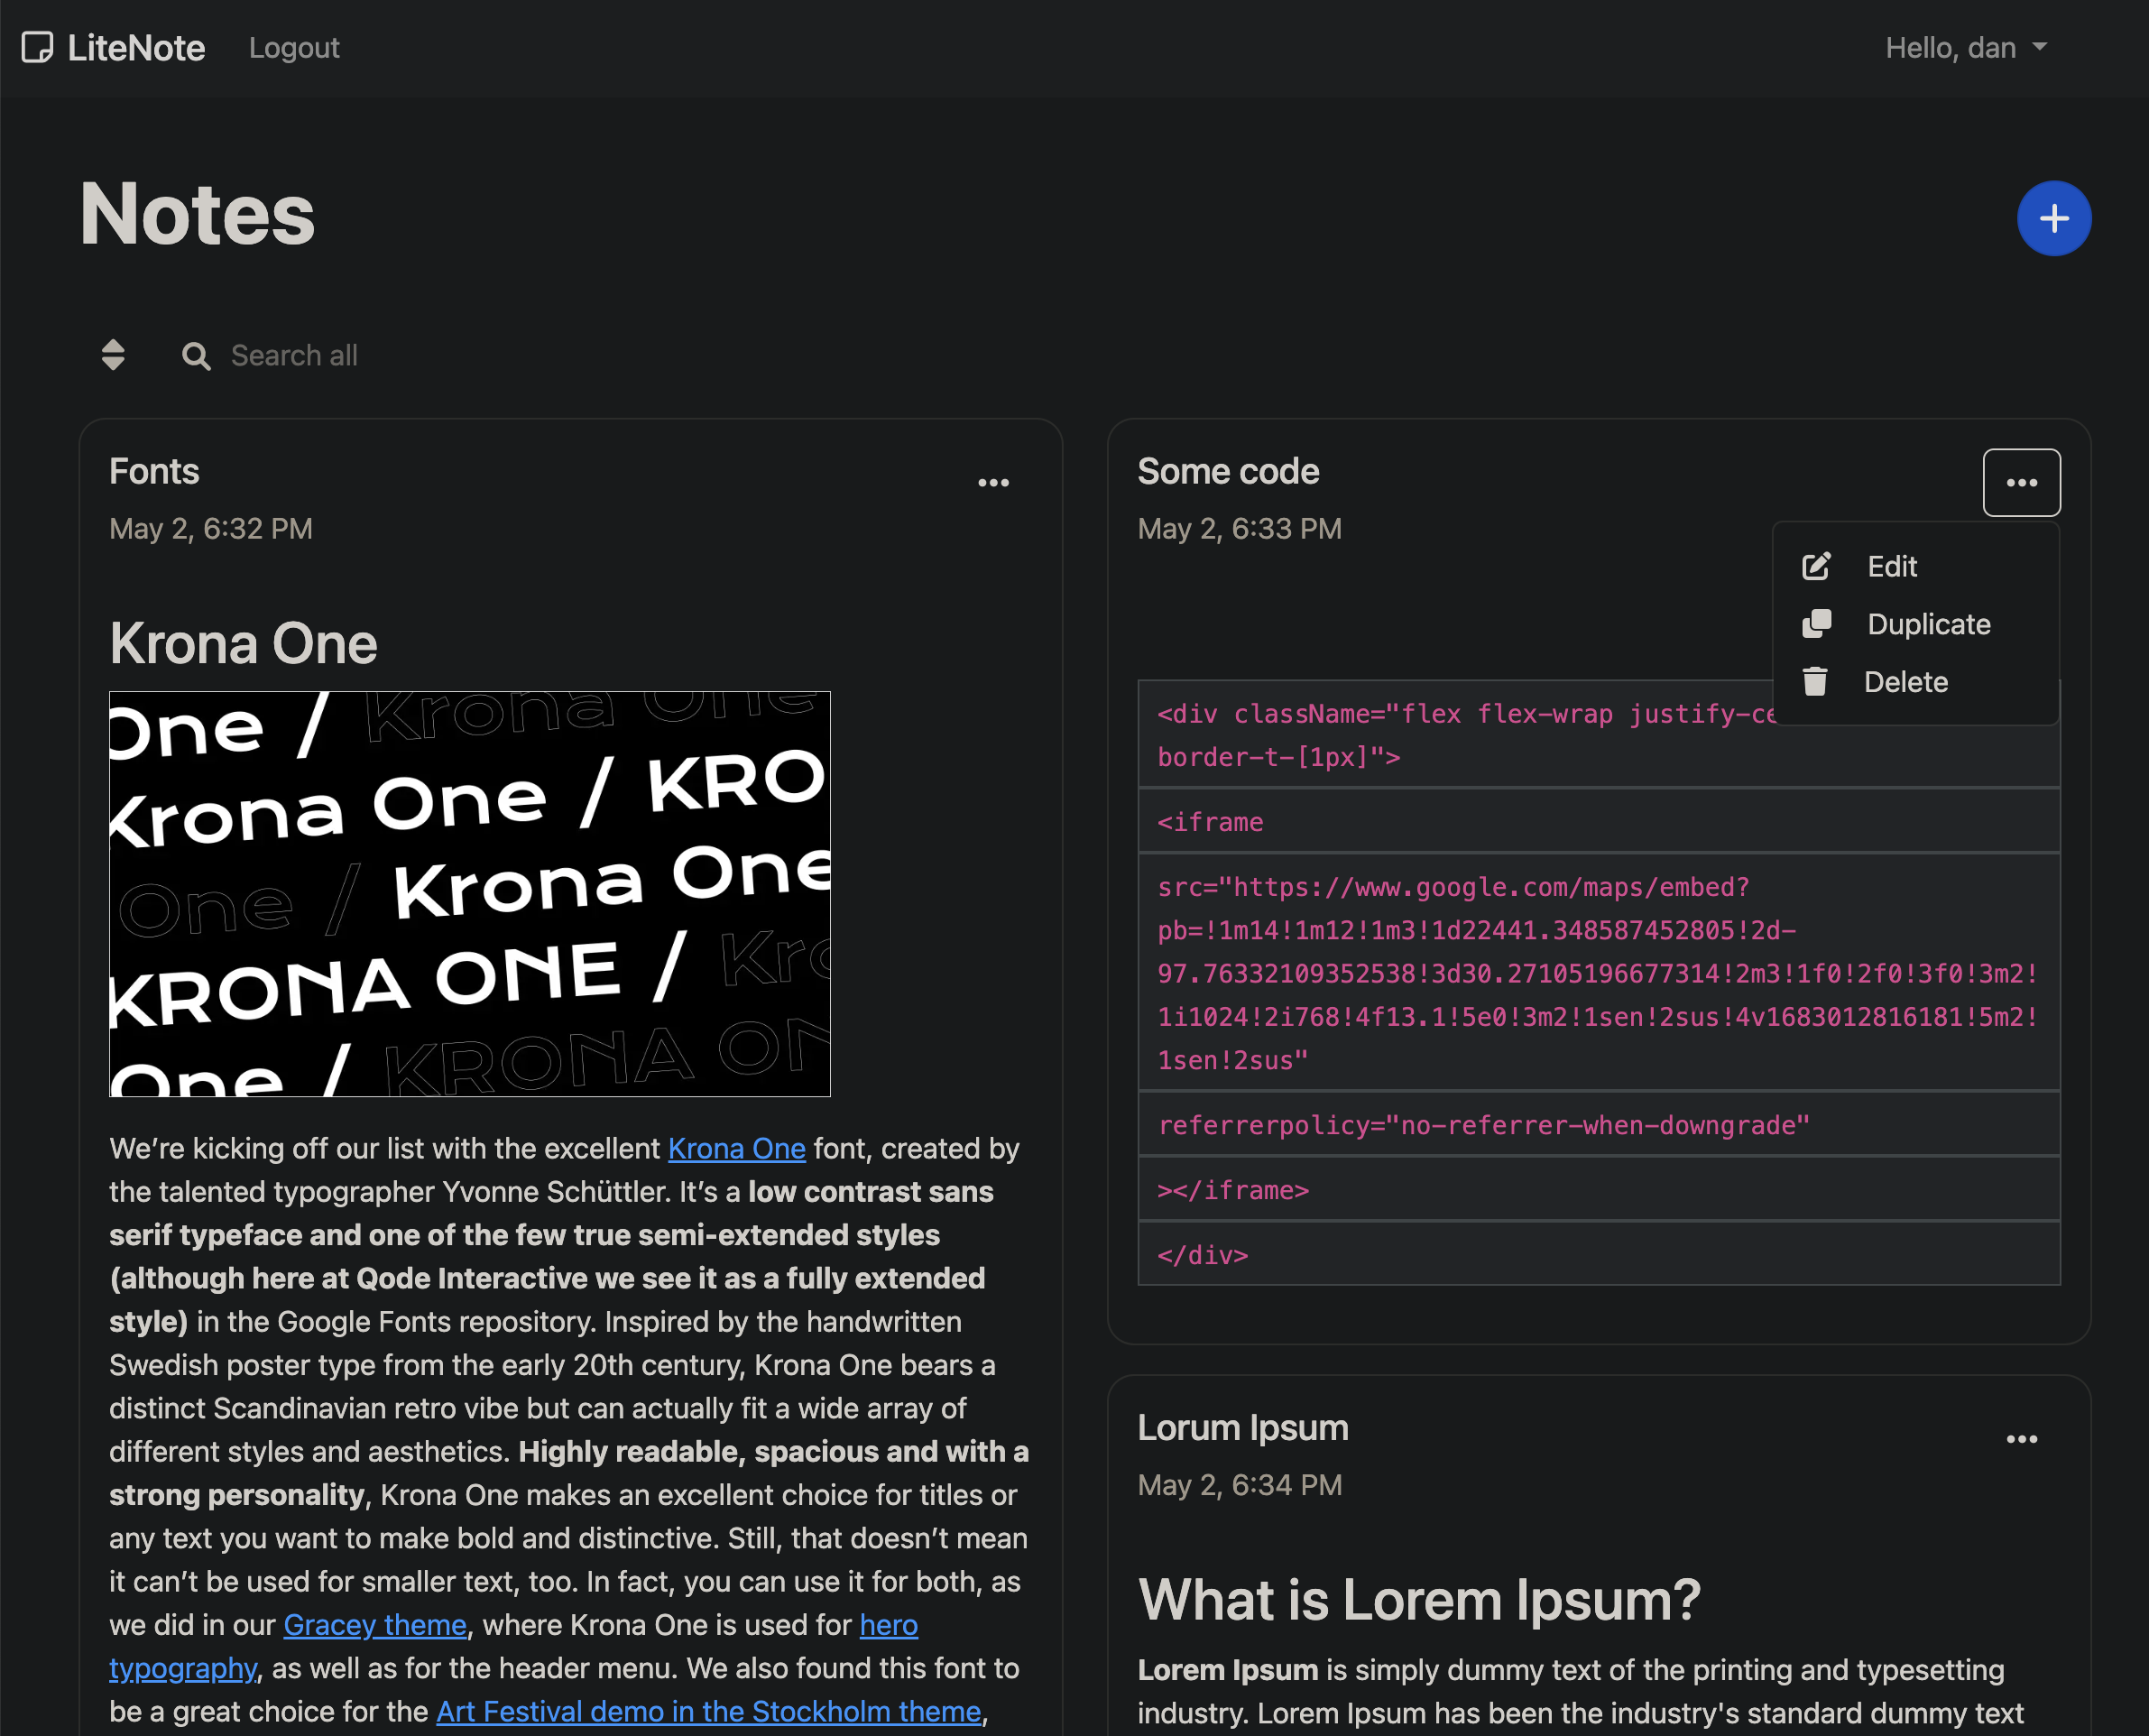 LiteNote Logout Hello, dan
Notes
Search all
Fonts
May 2, 6:32 PM
Krona One
One / Krona One
Krona One / KRO
One / Krona One
KRONA ONE / Kro
One / KRONA ON
We’re kicking off our list with the excellent Krona One font, created by
the talented typographer Yvonne Schüttler. It’s a low contrast sans
serif typeface and one of the few true semi-extended styles
(although here at Qode Interactive we see it as a fully extended
style) in the Google Fonts repository. Inspired by the handwritten
Swedish poster type from the early 20th century, Krona One bears a
distinct Scandinavian retro vibe but can actually fit a wide array of
different styles and aesthetics. Highly readable, spacious and with a
strong personality, Krona One makes an excellent choice for titles or
any text you want to make bold and distinctive. Still, that doesn’t mean
it can’t be used for smaller text, too. In fact, you can use it for both, as
we did in our Gracey theme, where Krona One is used for hero
typography, as well as for the header menu. We also found this font to
be a great choice for the Art Festival demo in the Stockholm theme,
Some code
May 2, 6:33 PM
Edit
Duplicate
Delete
<div className="flex flex-wrap justify-ce
border-t-[1px]">
<iframe
src="https://www.google.com/maps/embed?
pb=!1m14!1m12!1m3!1d22441.348587452805!2d-
97.76332109352538!3d30.27105196677314!2m3!1f0!2f0!3f0!3m2!
1i1024!2i768!4f13.1!5e0!3m2!1sen!2sus!4v1683012816181!5m2!
1sen!2sus"
referrerpolicy="no-referrer-when-downgrade"
></iframe>
</div>
Lorum Ipsum
May 2, 6:34 PM
What is Lorem Ipsum?
Lorem Ipsum is simply dummy text of the printing and typesetting
industry. Lorem Ipsum has been the industry's standard dummy text